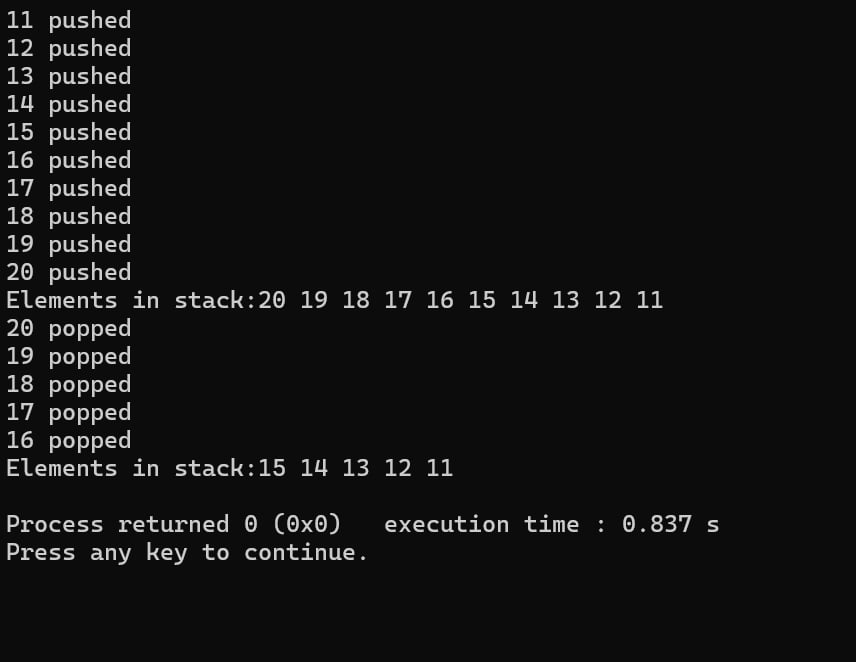 11 pushed
12 pushed
13 pushed
14 pushed
15 pushed
16 pushed
17 pushed
18 pushed
19 pushed
20 pushed
Elements in stack:20 19 18 17 16 15 14 13 12 11
20 popped
19 popped
18 popped
17 popped
16 popped
Elements in stack:15 14 13 12 11
Process returned 0 (0x0)   execution time : 0.837 s
Press any key to continue.